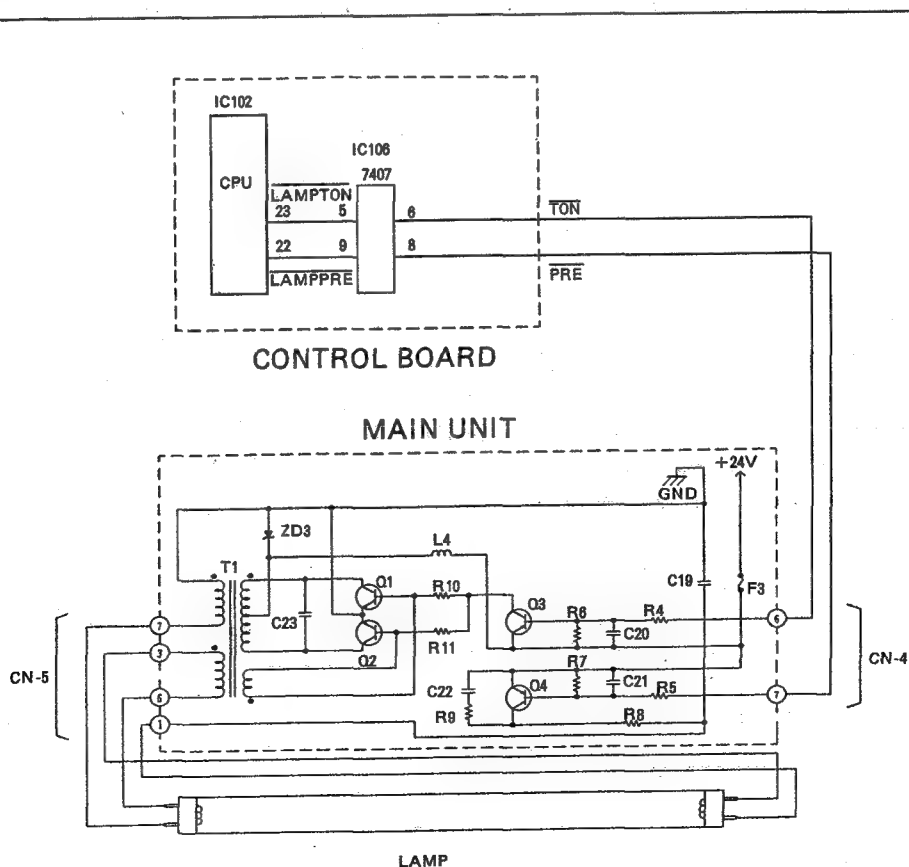 IC102
IC106
7407
CPU
LAMPTON
23 5 6
TON
22 9 8
LAMPPRE
PRE
CONTROL BOARD
MAIN UNIT
+24V
GND
ZD3
L4
T1
Q1
R10
C19
F3
Q3
R6
R4
C23
C20
6
7
R11
Q2
R7
3
CN-5
CN-4
C22
Q4
C21
R5
R9
R8
1
LAMP